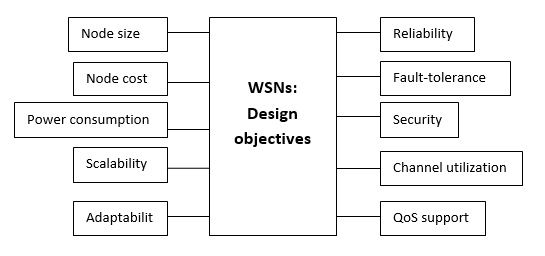 Node size
Node cost
Power consumption
Scalability
Adaptabilit
WSNs:
Design
objectives
Reliability
Fault-tolerance
Security
Channel utilization
QoS support